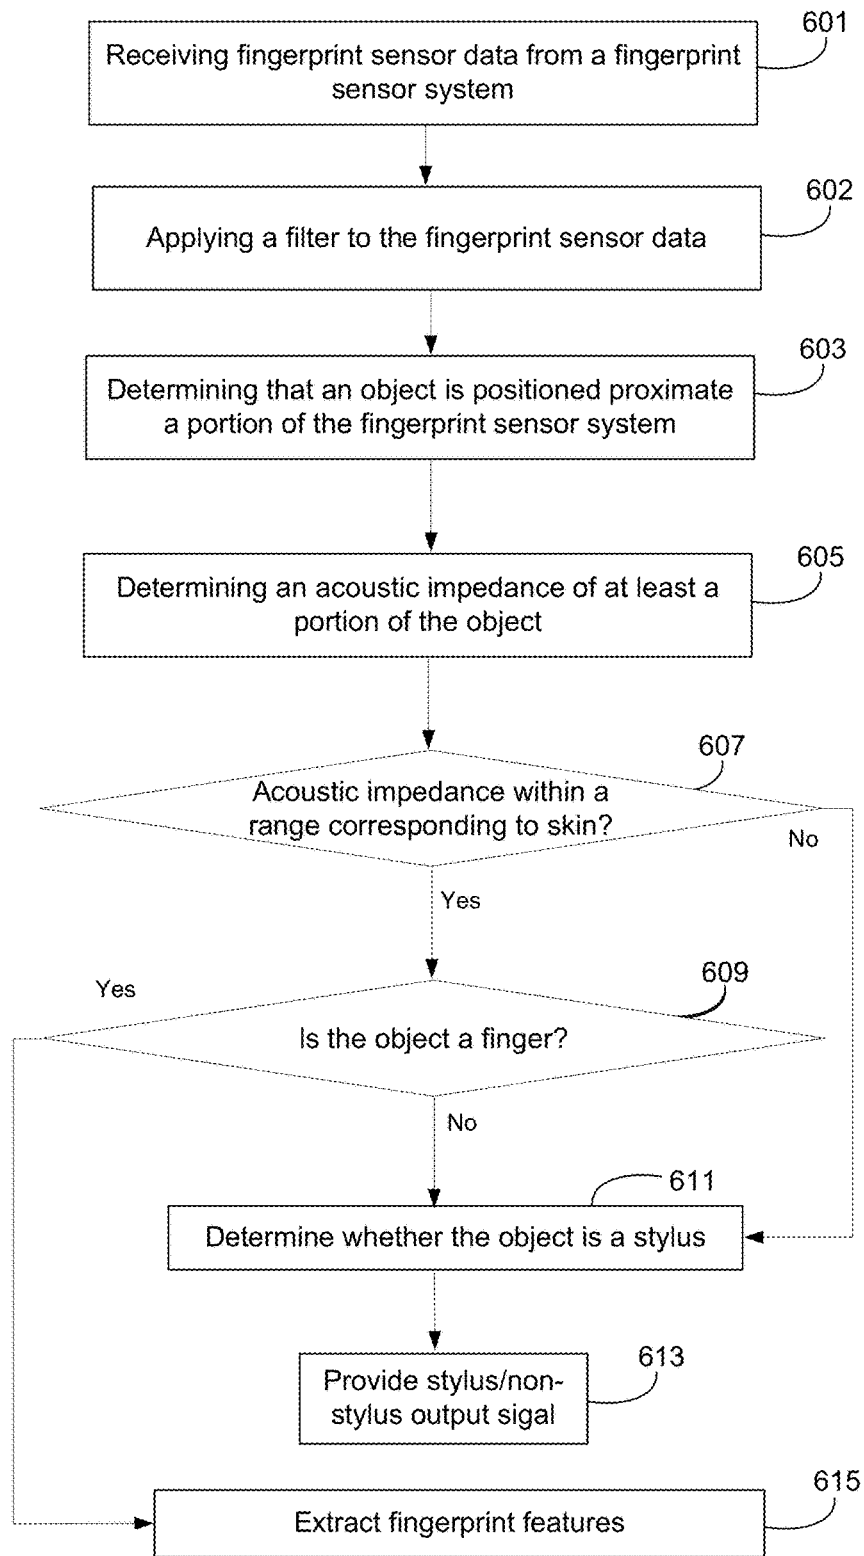 601
Receiving fingerprint sensor data from a fingerprint
sensor system
602
Applying a filter to the fingerprint sensor data
603
Determining that an object is positioned proximate
a portion of the fingerprint sensor system
605
Determining an acoustic impedance of at least a
portion of the object
607
Acoustic impedance within a
range corresponding to skin?
No
Yes
609
Yes
Is the object a finger?
No
611
Determine whether the object is a stylus
613
Provide stylus/non-
stylus output sigal
615
Extract fingerprint features